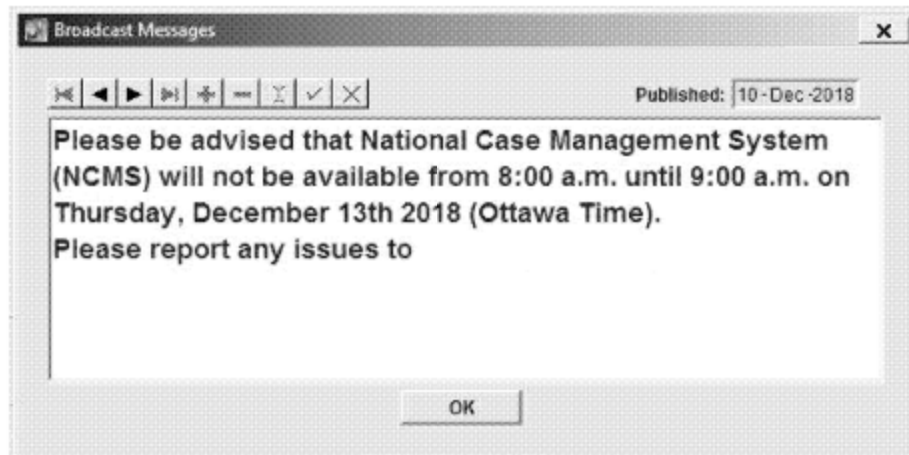 Broadcast Messages
Published: 10-Dec-2018
Please be advised that National Case Management System
(NCMS) will not be available from 8:00 a.m. until 9:00 a.m. on
Thursday, December 13th 2018 (Ottawa Time).
Please report any issues to
OK